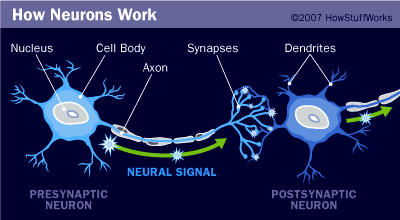 How Neurons Work
©2007 HowStuffWorks
Nucleus
Cell Body
Axon
Synapses
Dendrites
NEURAL SIGNAL
PRESYNAPTIC
NEURON
POSTSYNAPTIC
NEURON